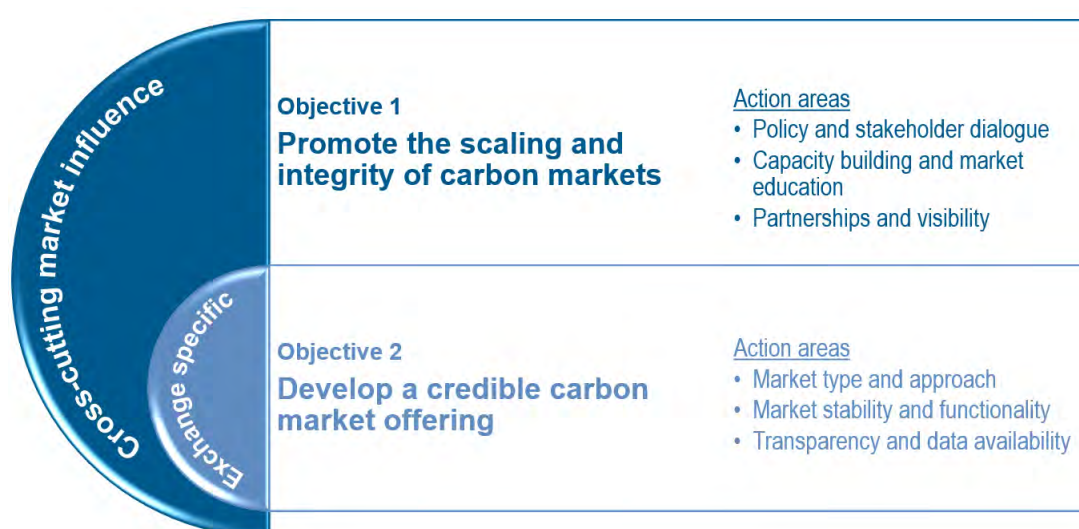 Cross-cutting market influence
Objective 1
Promote the scaling and
integrity of carbon markets
Action areas
• Policy and stakeholder dialogue
• Capacity building and market
education
• Partnerships and visibility
Exchange specific
Objective 2
Develop a credible carbon
market offering
Action areas
• Market type and approach
• Market stability and functionality
• Transparency and data availability